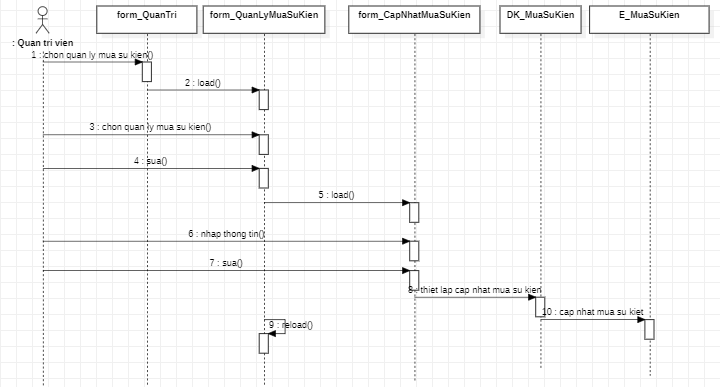 form_QuanTri
form_QuanLyMuaSuKien
form_CapNhatMuaSuKien
DK_MuaSuKien
E_MuaSuKien
: Quan tri vien
1 : chon quan ly mua su kien()
2 : load()
3 : chon quan ly mua su kien()
4 : sua()
5 : load()
6 : nhap thong tin()
7 : sua()
8 : thiet lap cap nhat mua su kien
10 : cap nhat mua su kiet
9 : reload()